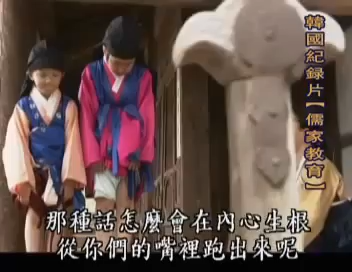 韓國紀録片【儒家教育】
那種話怎麼會在內心生根
從你們的嘴裡跑出來呢